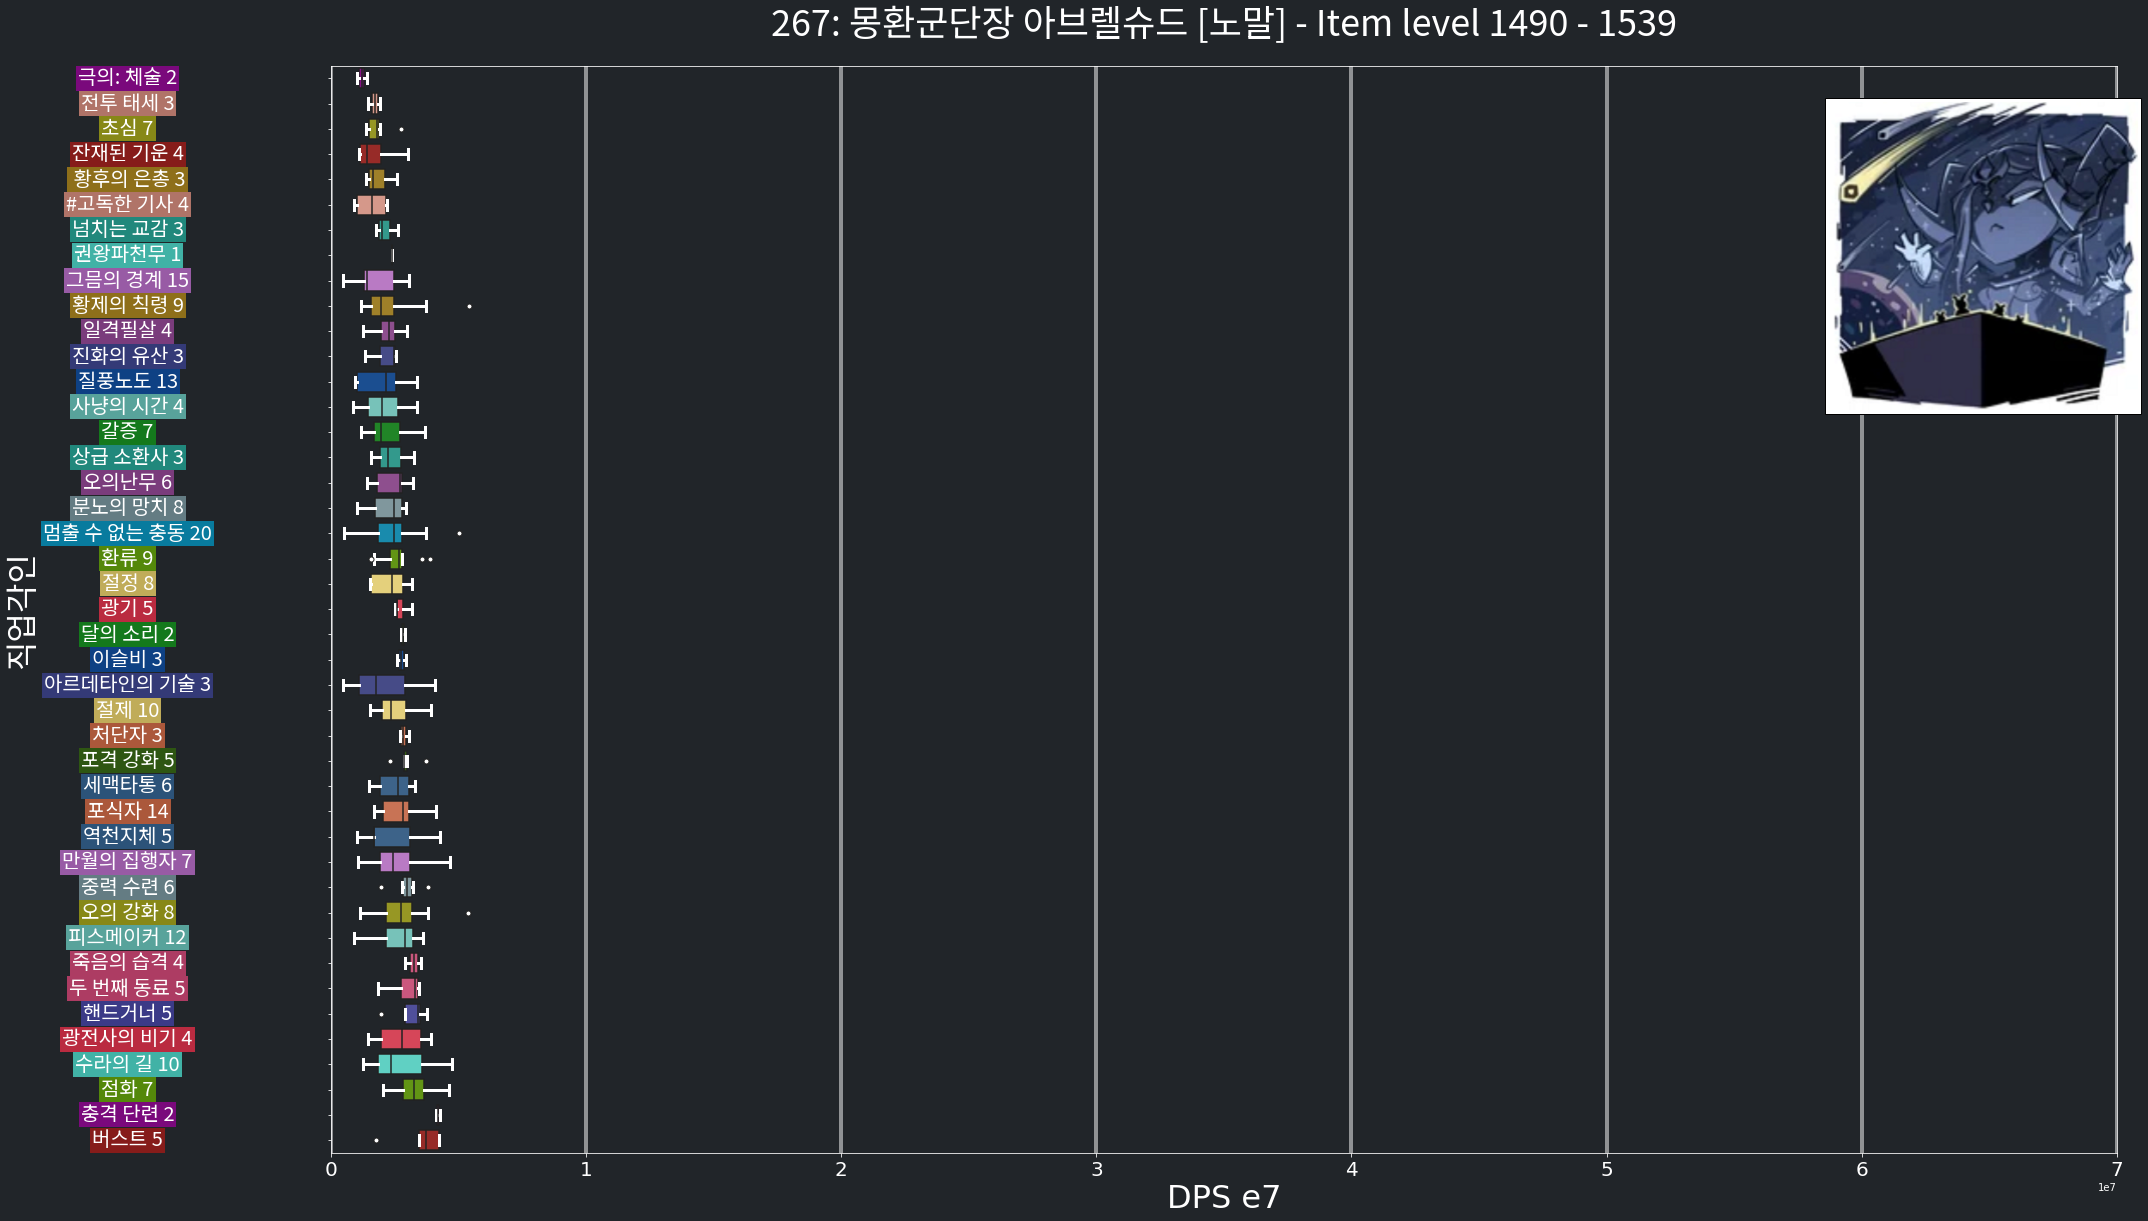 267: 몽환군단장 아브렐슈드 [노말] - Item level 1490 - 1539
직업각인
극의: 체술 2
전투 태세 3
초심 7
잔재된 기운 4
황후의 은총 3
#고독한 기사 4
넘치는 교감 3
권왕파천무 1
그믐의 경계 15
황제의 칙령 9
일격필살 4
진화의 유산 3
질풍노도 13
사냥의 시간 4
갈증 7
상급 소환사 3
오의난무 6
분노의 망치 8
멈출 수 없는 충동 20
환류 9
절정 8
광기 5
달의 소리 2
이슬비 3
아르데타인의 기술 3
절제 10
처단자 3
포격 강화 5
세맥타통 6
포식자 14
역천지체 5
만월의 집행자 7
중력 수련 6
오의 강화 8
피스메이커 12
죽음의 습격 4
두 번째 동료 5
핸드거너 5
광전사의 비기 4
수라의 길 10
점화 7
충격 단련 2
버스트 5
0 1 2 3 4 5 6 7
1e7
DPS e7